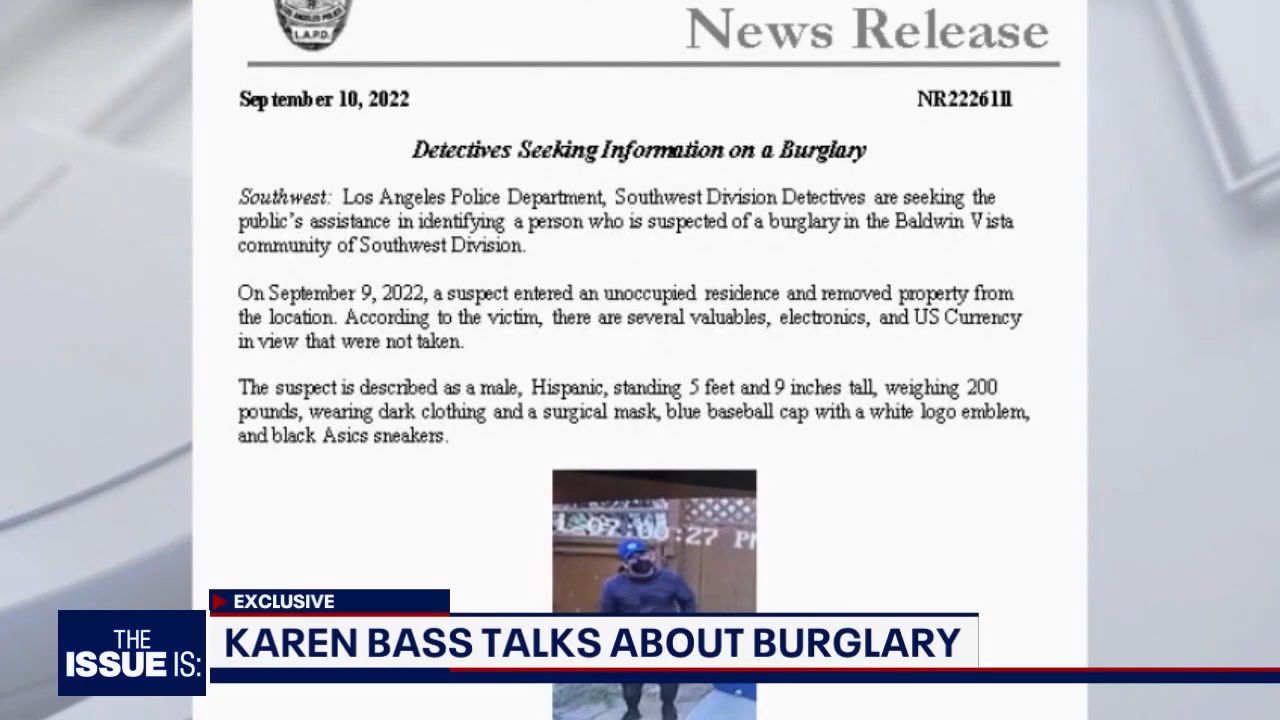 LOS ANGELES POLICE
L.A.P.D.
News Release
September 10, 2022 NR22261ll
Detectives Seeking Information on a Burglary
Southwest: Los Angeles Police Department, Southwest Division Detectives are seeking the
public's assistance in identifying a person who is suspected of a burglary in the Baldwin Vista
community of Southwest Division.
On September 9, 2022, a suspect entered an unoccupied residence and removed property from
the location. According to the victim, there are several valuables, electronics, and US Currency
in view that were not taken.
The suspect is described as a male, Hispanic, standing 5 feet and 9 inches tall, weighing 200
pounds, wearing dark clothing and a surgical mask, blue baseball cap with a white logo emblem,
and black Asics sneakers.
:27 PM
EXCLUSIVE
THE
ISSUE IS:
KAREN BASS TALKS ABOUT BURGLARY